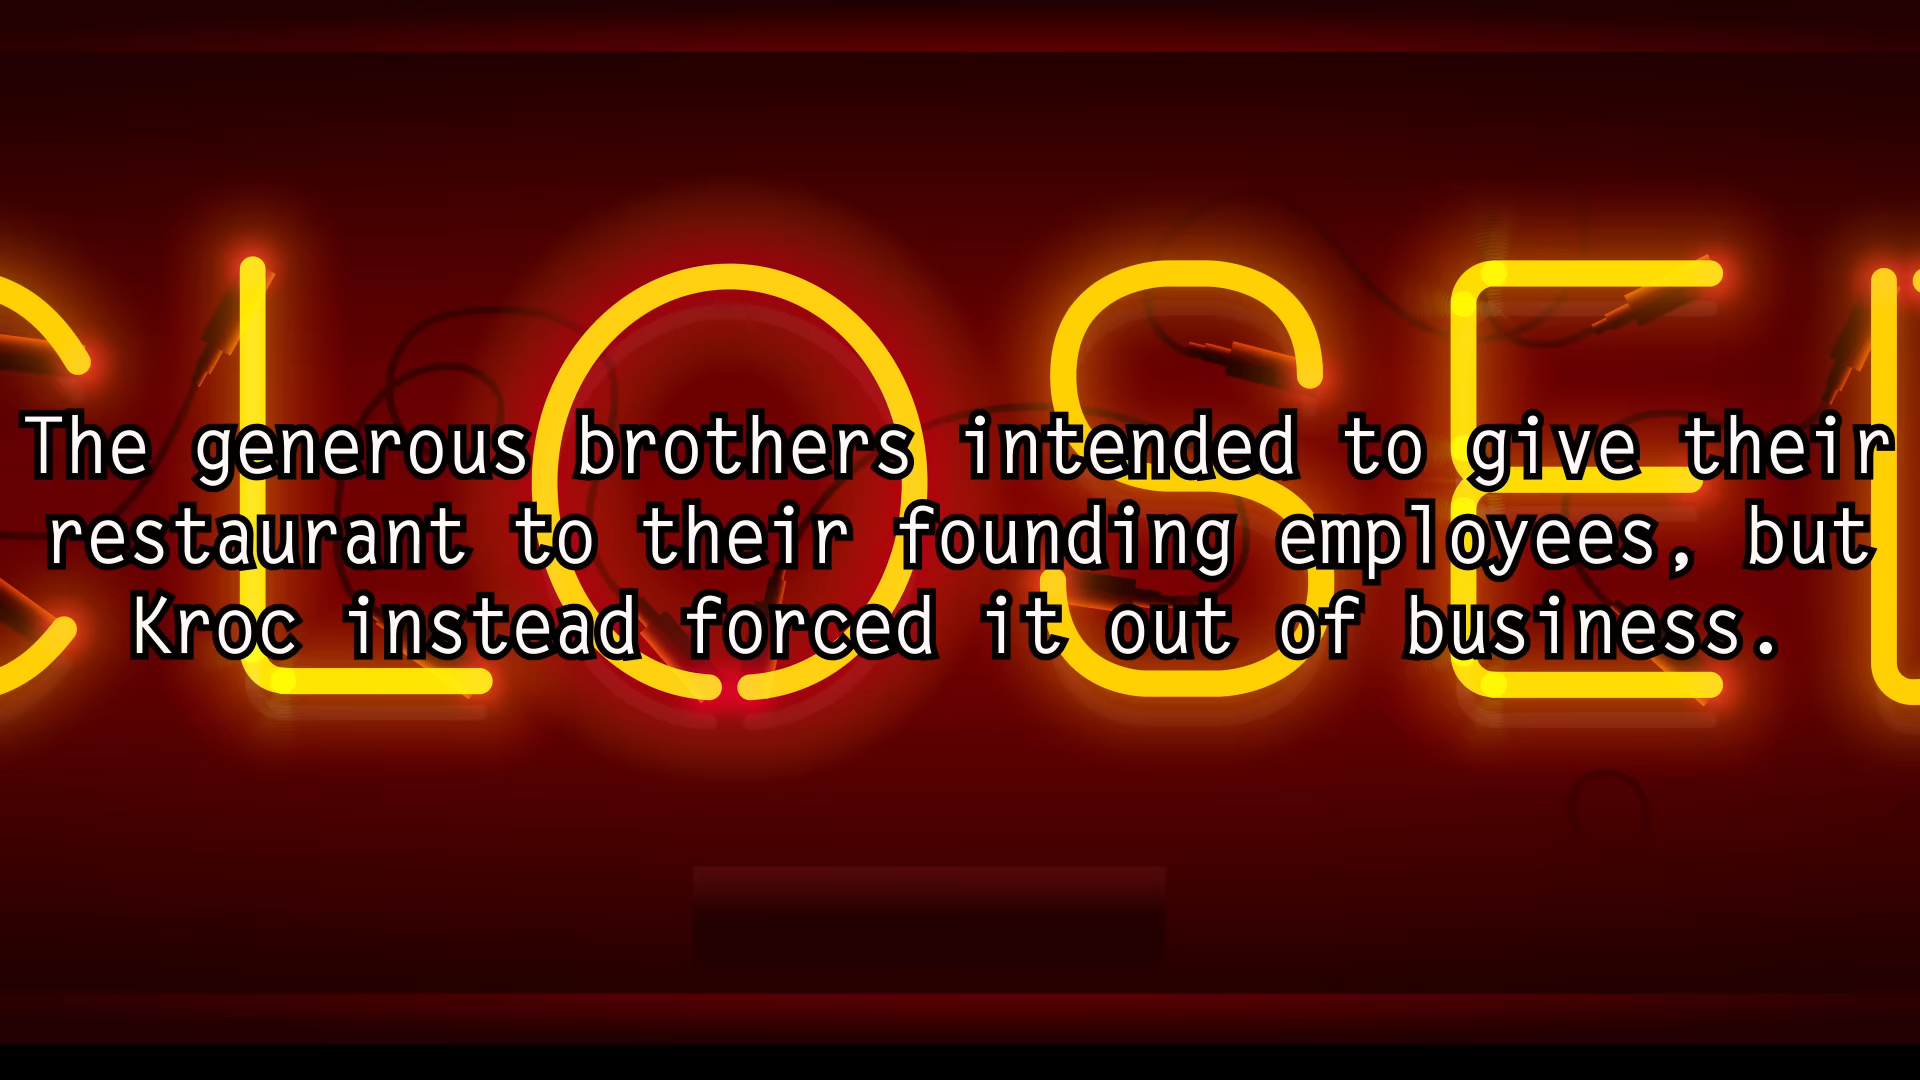 CLOSED
The generous brothers intended to give their
restaurant to their founding employees, but
Kroc instead forced it out of business.